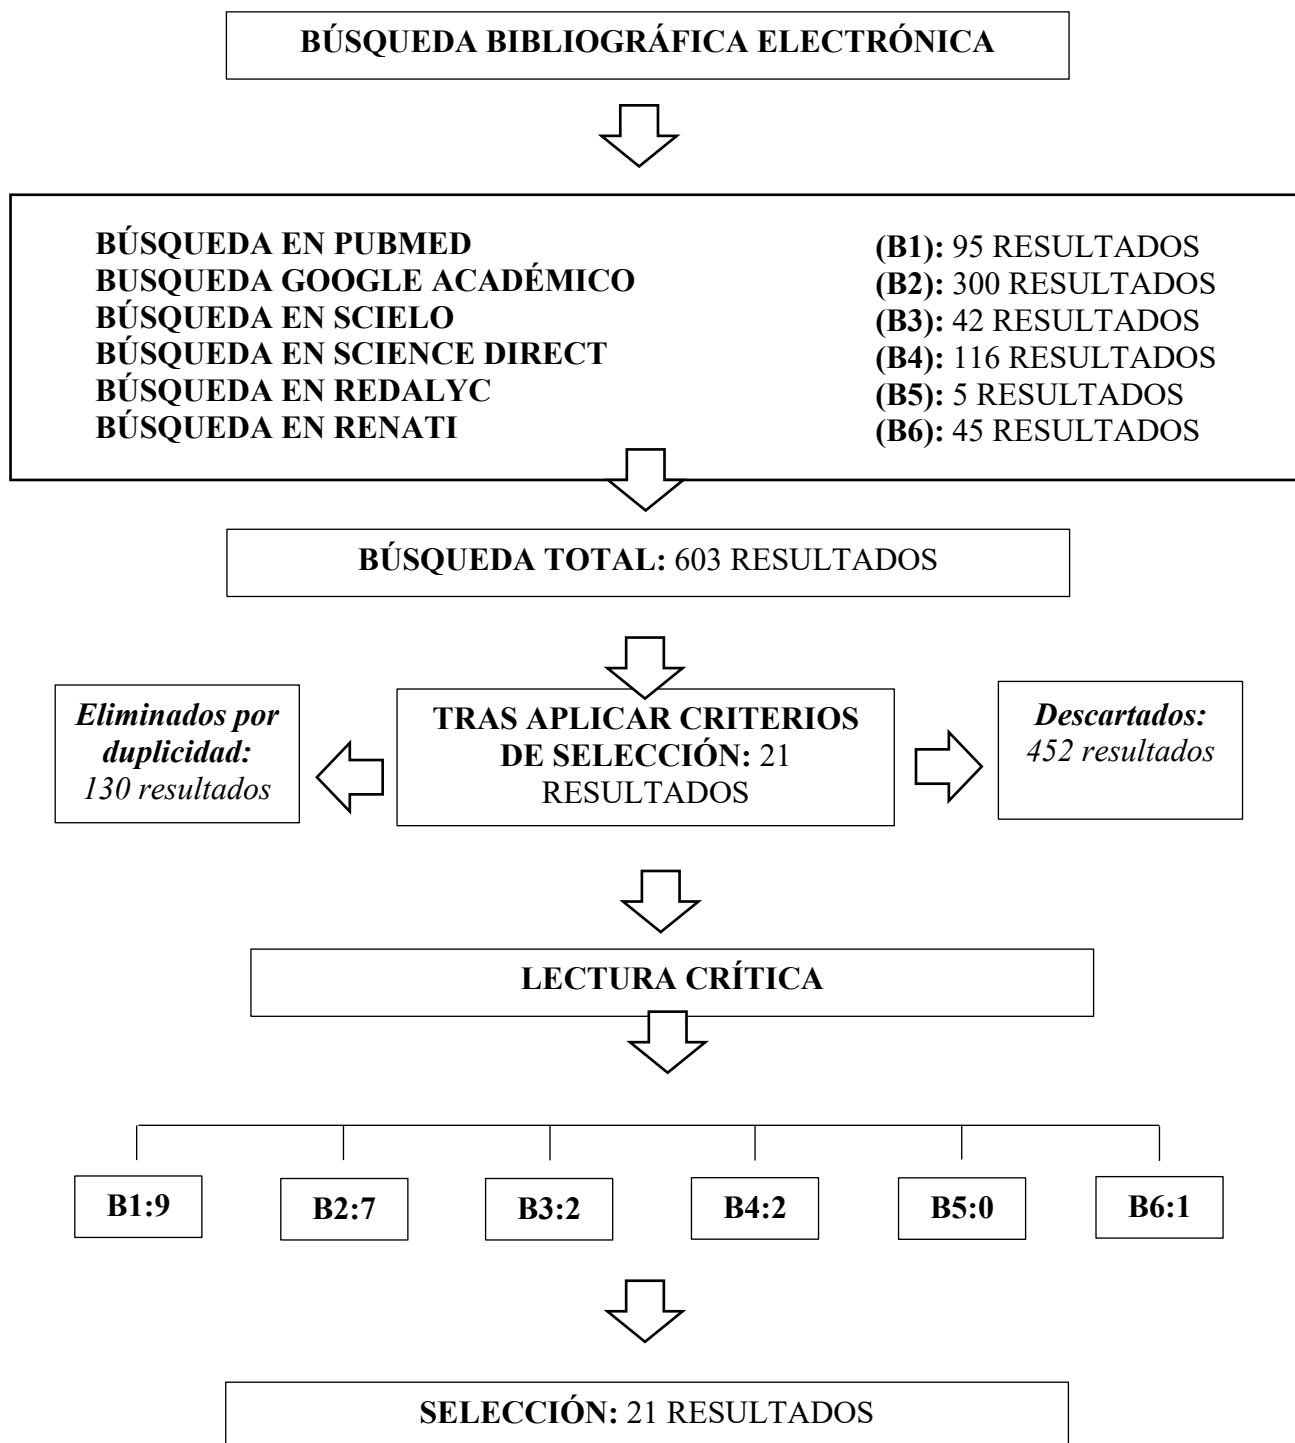 BÚSQUEDA BIBLIOGRÁFICA ELECTRÓNICA
BÚSQUEDA EN PUBMED (B1): 95 RESULTADOS
BUSQUEDA GOOGLE ACADÉMICO (B2): 300 RESULTADOS
BÚSQUEDA EN SCIELO (B3): 42 RESULTADOS
BÚSQUEDA EN SCIENCE DIRECT (B4): 116 RESULTADOS
BÚSQUEDA EN REDALYC (B5): 5 RESULTADOS
BÚSQUEDA EN RENATI (B6): 45 RESULTADOS
BÚSQUEDA TOTAL: 603 RESULTADOS
Eliminados por
duplicidad:
130 resultados
TRAS APLICAR CRITERIOS
DE SELECCIÓN: 21
RESULTADOS
Descartados:
452 resultados
LECTURA CRÍTICA
B1:9
B2:7
B3:2
B4:2
B5:0
B6:1
SELECCIÓN: 21 RESULTADOS